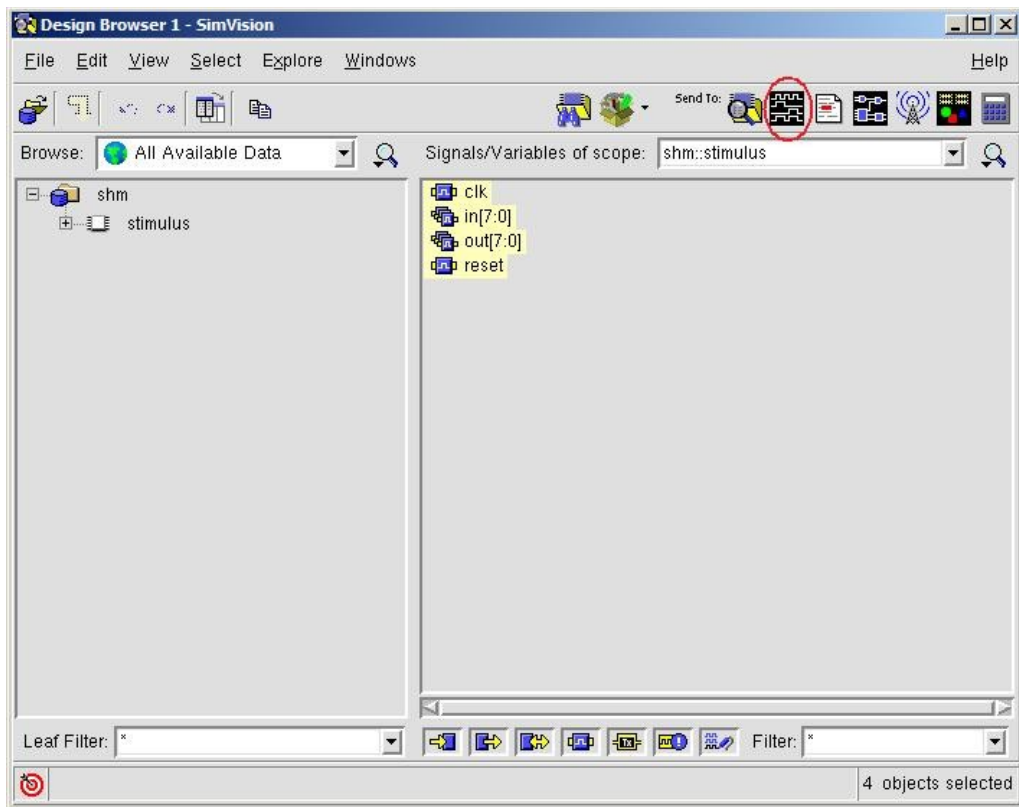 Design Browser 1 - SimVision
File Edit View Select Explore Windows Help
Send To:
Browse: All Available Data Signals/Variables of scope: shm::stimulus
shm
stimulus
clk
in[7:0]
out[7:0]
reset
Leaf Filter: * Filter: *
4 objects selected